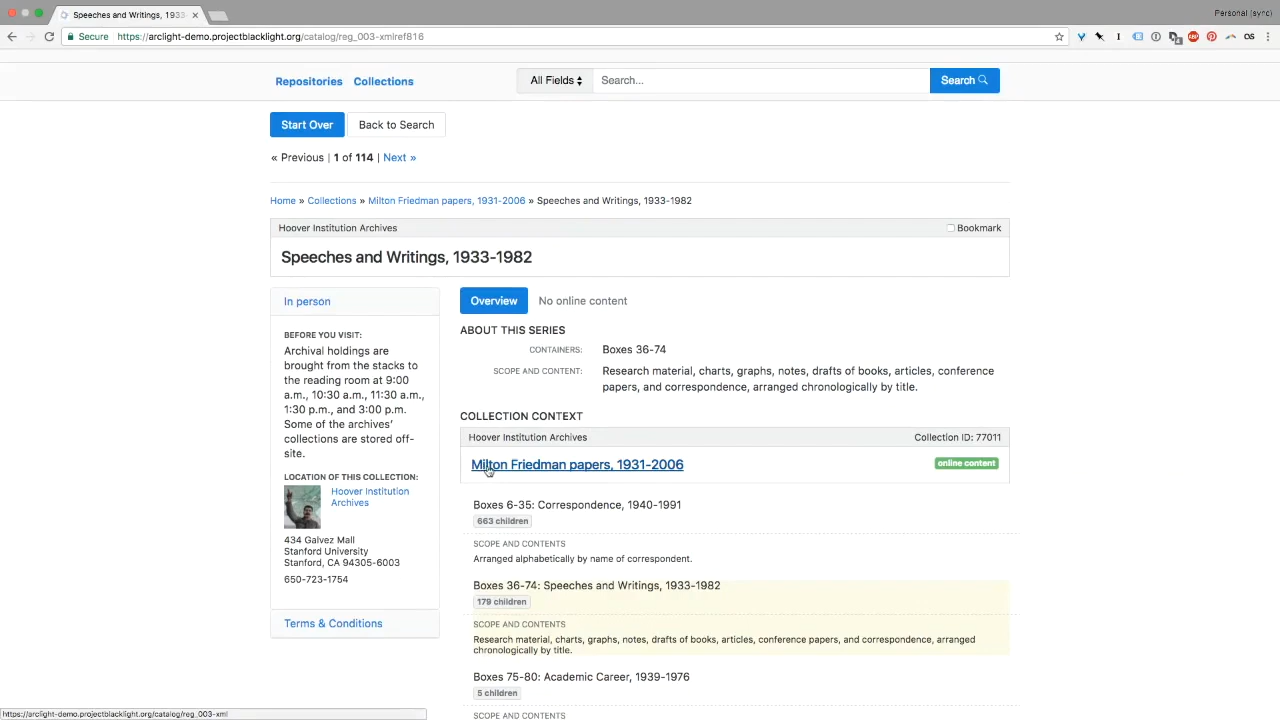 Speeches and Writings, 1933-
Personal (sync)
Secure https://arclight-demo.projectblacklight.org/catalog/reg_003-xmlref816
Repositories Collections All Fields Search... Search
Start Over Back to Search
« Previous | 1 of 114 | Next »
Home » Collections » Milton Friedman papers, 1931-2006 » Speeches and Writings, 1933-1982
Hoover Institution Archives Bookmark
Speeches and Writings, 1933-1982
In person
BEFORE YOU VISIT:
Archival holdings are
brought from the stacks to
the reading room at 9:00
a.m., 10:30 a.m., 11:30 a.m.,
1:30 p.m., and 3:00 p.m.
Some of the archives'
collections are stored off-
site.
LOCATION OF THIS COLLECTION:
Hoover Institution
Archives
434 Galvez Mall
Stanford University
Stanford, CA 94305-6003
650-723-1754
Terms & Conditions
Overview No online content
ABOUT THIS SERIES
CONTAINERS: Boxes 36-74
SCOPE AND CONTENT: Research material, charts, graphs, notes, drafts of books, articles, conference
papers, and correspondence, arranged chronologically by title.
COLLECTION CONTEXT
Hoover Institution Archives Collection ID: 77011
Milton Friedman papers, 1931-2006 online content
Boxes 6-35: Correspondence, 1940-1991
663 children
SCOPE AND CONTENTS
Arranged alphabetically by name of correspondent.
Boxes 36-74: Speeches and Writings, 1933-1982
179 children
SCOPE AND CONTENTS
Research material, charts, graphs, notes, drafts of books, articles, conference papers, and correspondence, arranged
chronologically by title.
Boxes 75-80: Academic Career, 1939-1976
5 children
SCOPE AND CONTENTS
https://arclight-demo.projectblacklight.org/catalog/reg_003-xml